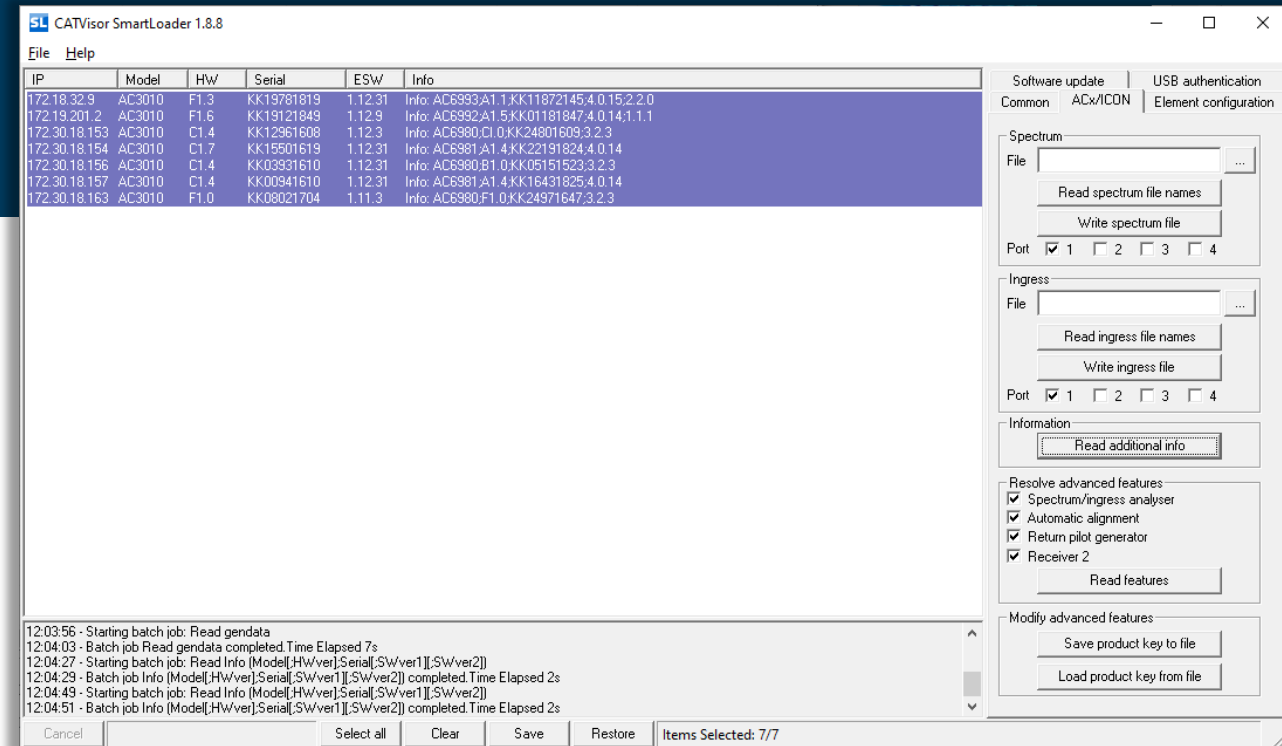 SL CATVisor SmartLoader 1.8.8
File Help
IP Model HW Serial ESW Info
172.18.32.9 AC3010 F1.3 KK19781819 1.12.31 Info: AC6993;A1.1;KK11872145;4.0.15;2.2.0
172.19.201.2 AC3010 F1.6 KK19121849 1.12.9 Info: AC6992;A1.5;KK01181847;4.0.14;1.1.1
172.30.18.153 AC3010 C1.4 KK12961608 1.12.3 Info: AC6980;CI.0;KK24801609;3.2.3
172.30.18.154 AC3010 C1.7 KK15501619 1.12.31 Info: AC6981;A1.4;KK22191824;4.0.14
172.30.18.156 AC3010 C1.4 KK03931610 1.12.31 Info: AC6980;B1.0;KK05151523;3.2.3
172.30.18.157 AC3010 C1.4 KK00941610 1.12.31 Info: AC6981;A1.4;KK16431825;4.0.14
172.30.18.163 AC3010 F1.0 KK08021704 1.11.3 Info: AC6980;F1.0;KK24971647;3.2.3
12:03:56 - Starting batch job: Read gendata
12:04:03 - Batch job Read gendata completed.Time Elapsed 7s
12:04:27 - Starting batch job: Read Info (Model[;HWver];Serial[;SWver1][;SWver2])
12:04:29 - Batch job Info (Model[;HWver];Serial[;SWver1][;SWver2]) completed.Time Elapsed 2s
12:04:49 - Starting batch job: Read Info (Model[;HWver];Serial[;SWver1][;SWver2])
12:04:51 - Batch job Info (Model[;HWver];Serial[;SWver1][;SWver2]) completed.Time Elapsed 2s
Software update USB authentication
Common ACx/ICON Element configuration
Spectrum
File ...
Read spectrum file names
Write spectrum file
Port 1 2 3 4
Ingress
File ...
Read ingress file names
Write ingress file
Port 1 2 3 4
Information
Read additional info
Resolve advanced features
Spectrum/ingress analyser
Automatic alignment
Return pilot generator
Receiver 2
Read features
Modify advanced features
Save product key to file
Load product key from file
Cancel Select all Clear Save Restore Items Selected: 7/7